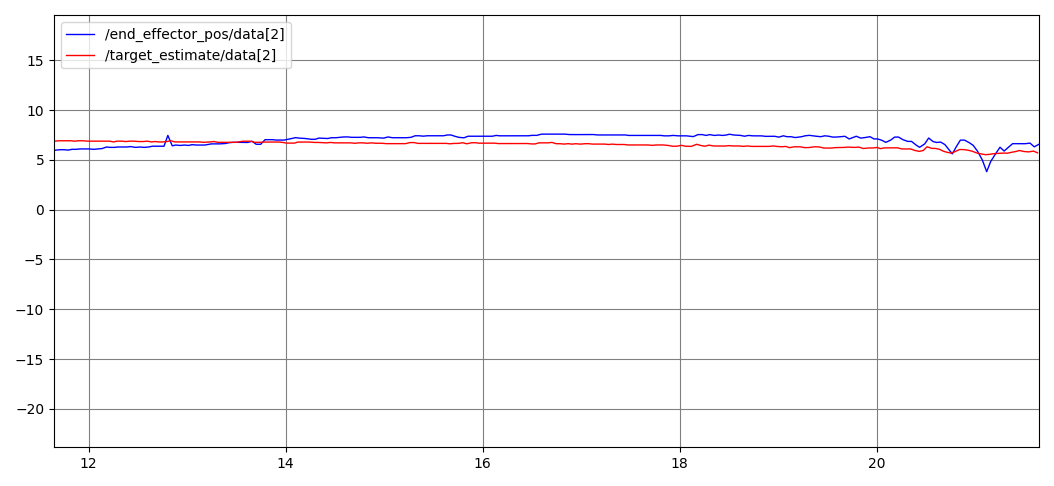 /end_effector_pos/data[2]
/target_estimate/data[2]
15
10
5
0
−5
−10
−15
−20
12 14 16 18 20